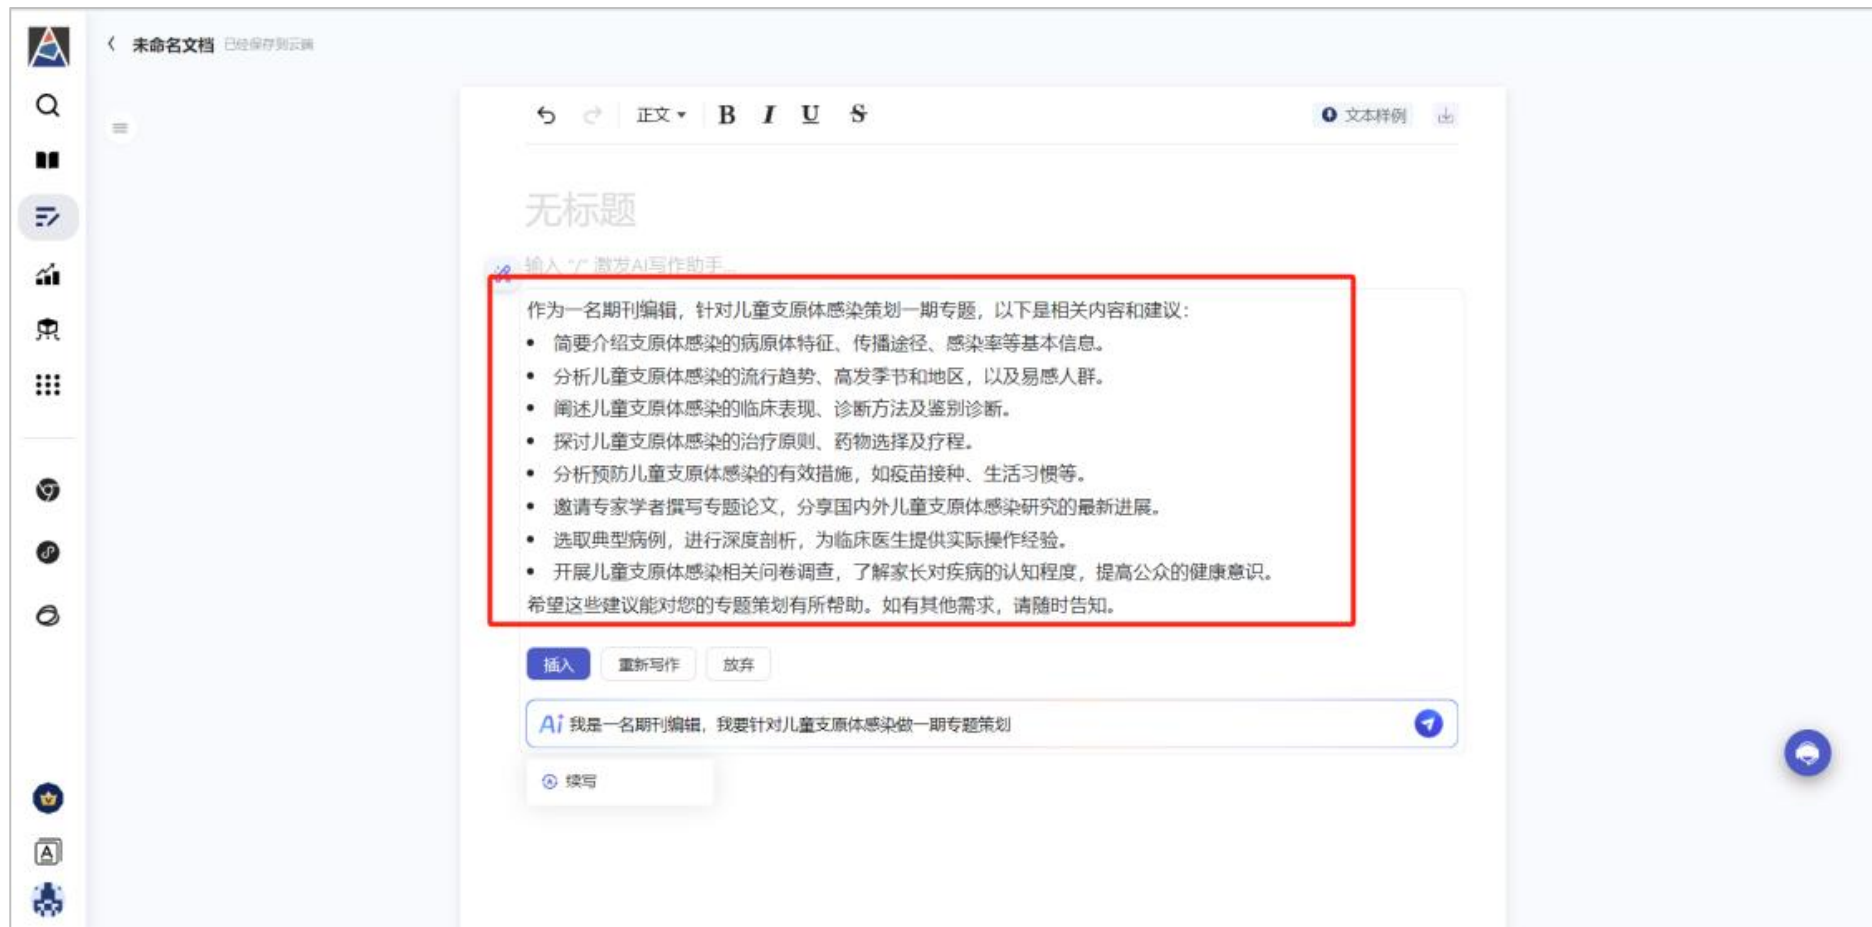 未命名文档 已经保存到云端
正文 B I U S 文本样例
无标题
输入 "/" 激发AI写作助手...
作为一名期刊编辑，针对儿童支原体感染策划一期专题，以下是相关内容和建议：
• 简要介绍支原体感染的病原体特征、传播途径、感染率等基本信息。
• 分析儿童支原体感染的流行趋势、高发季节和地区，以及易感人群。
• 阐述儿童支原体感染的临床表现、诊断方法及鉴别诊断。
• 探讨儿童支原体感染的治疗原则、药物选择及疗程。
• 分析预防儿童支原体感染的有效措施，如疫苗接种、生活习惯等。
• 邀请专家学者撰写专题论文，分享国内外儿童支原体感染研究的最新进展。
• 选取典型病例，进行深度剖析，为临床医生提供实际操作经验。
• 开展儿童支原体感染相关问卷调查，了解家长对疾病的认知程度，提高公众的健康意识。
希望这些建议能对您的专题策划有所帮助。如有其他需求，请随时告知。
插入 重新写作 放弃
Ai 我是一名期刊编辑，我要针对儿童支原体感染做一期专题策划
续写